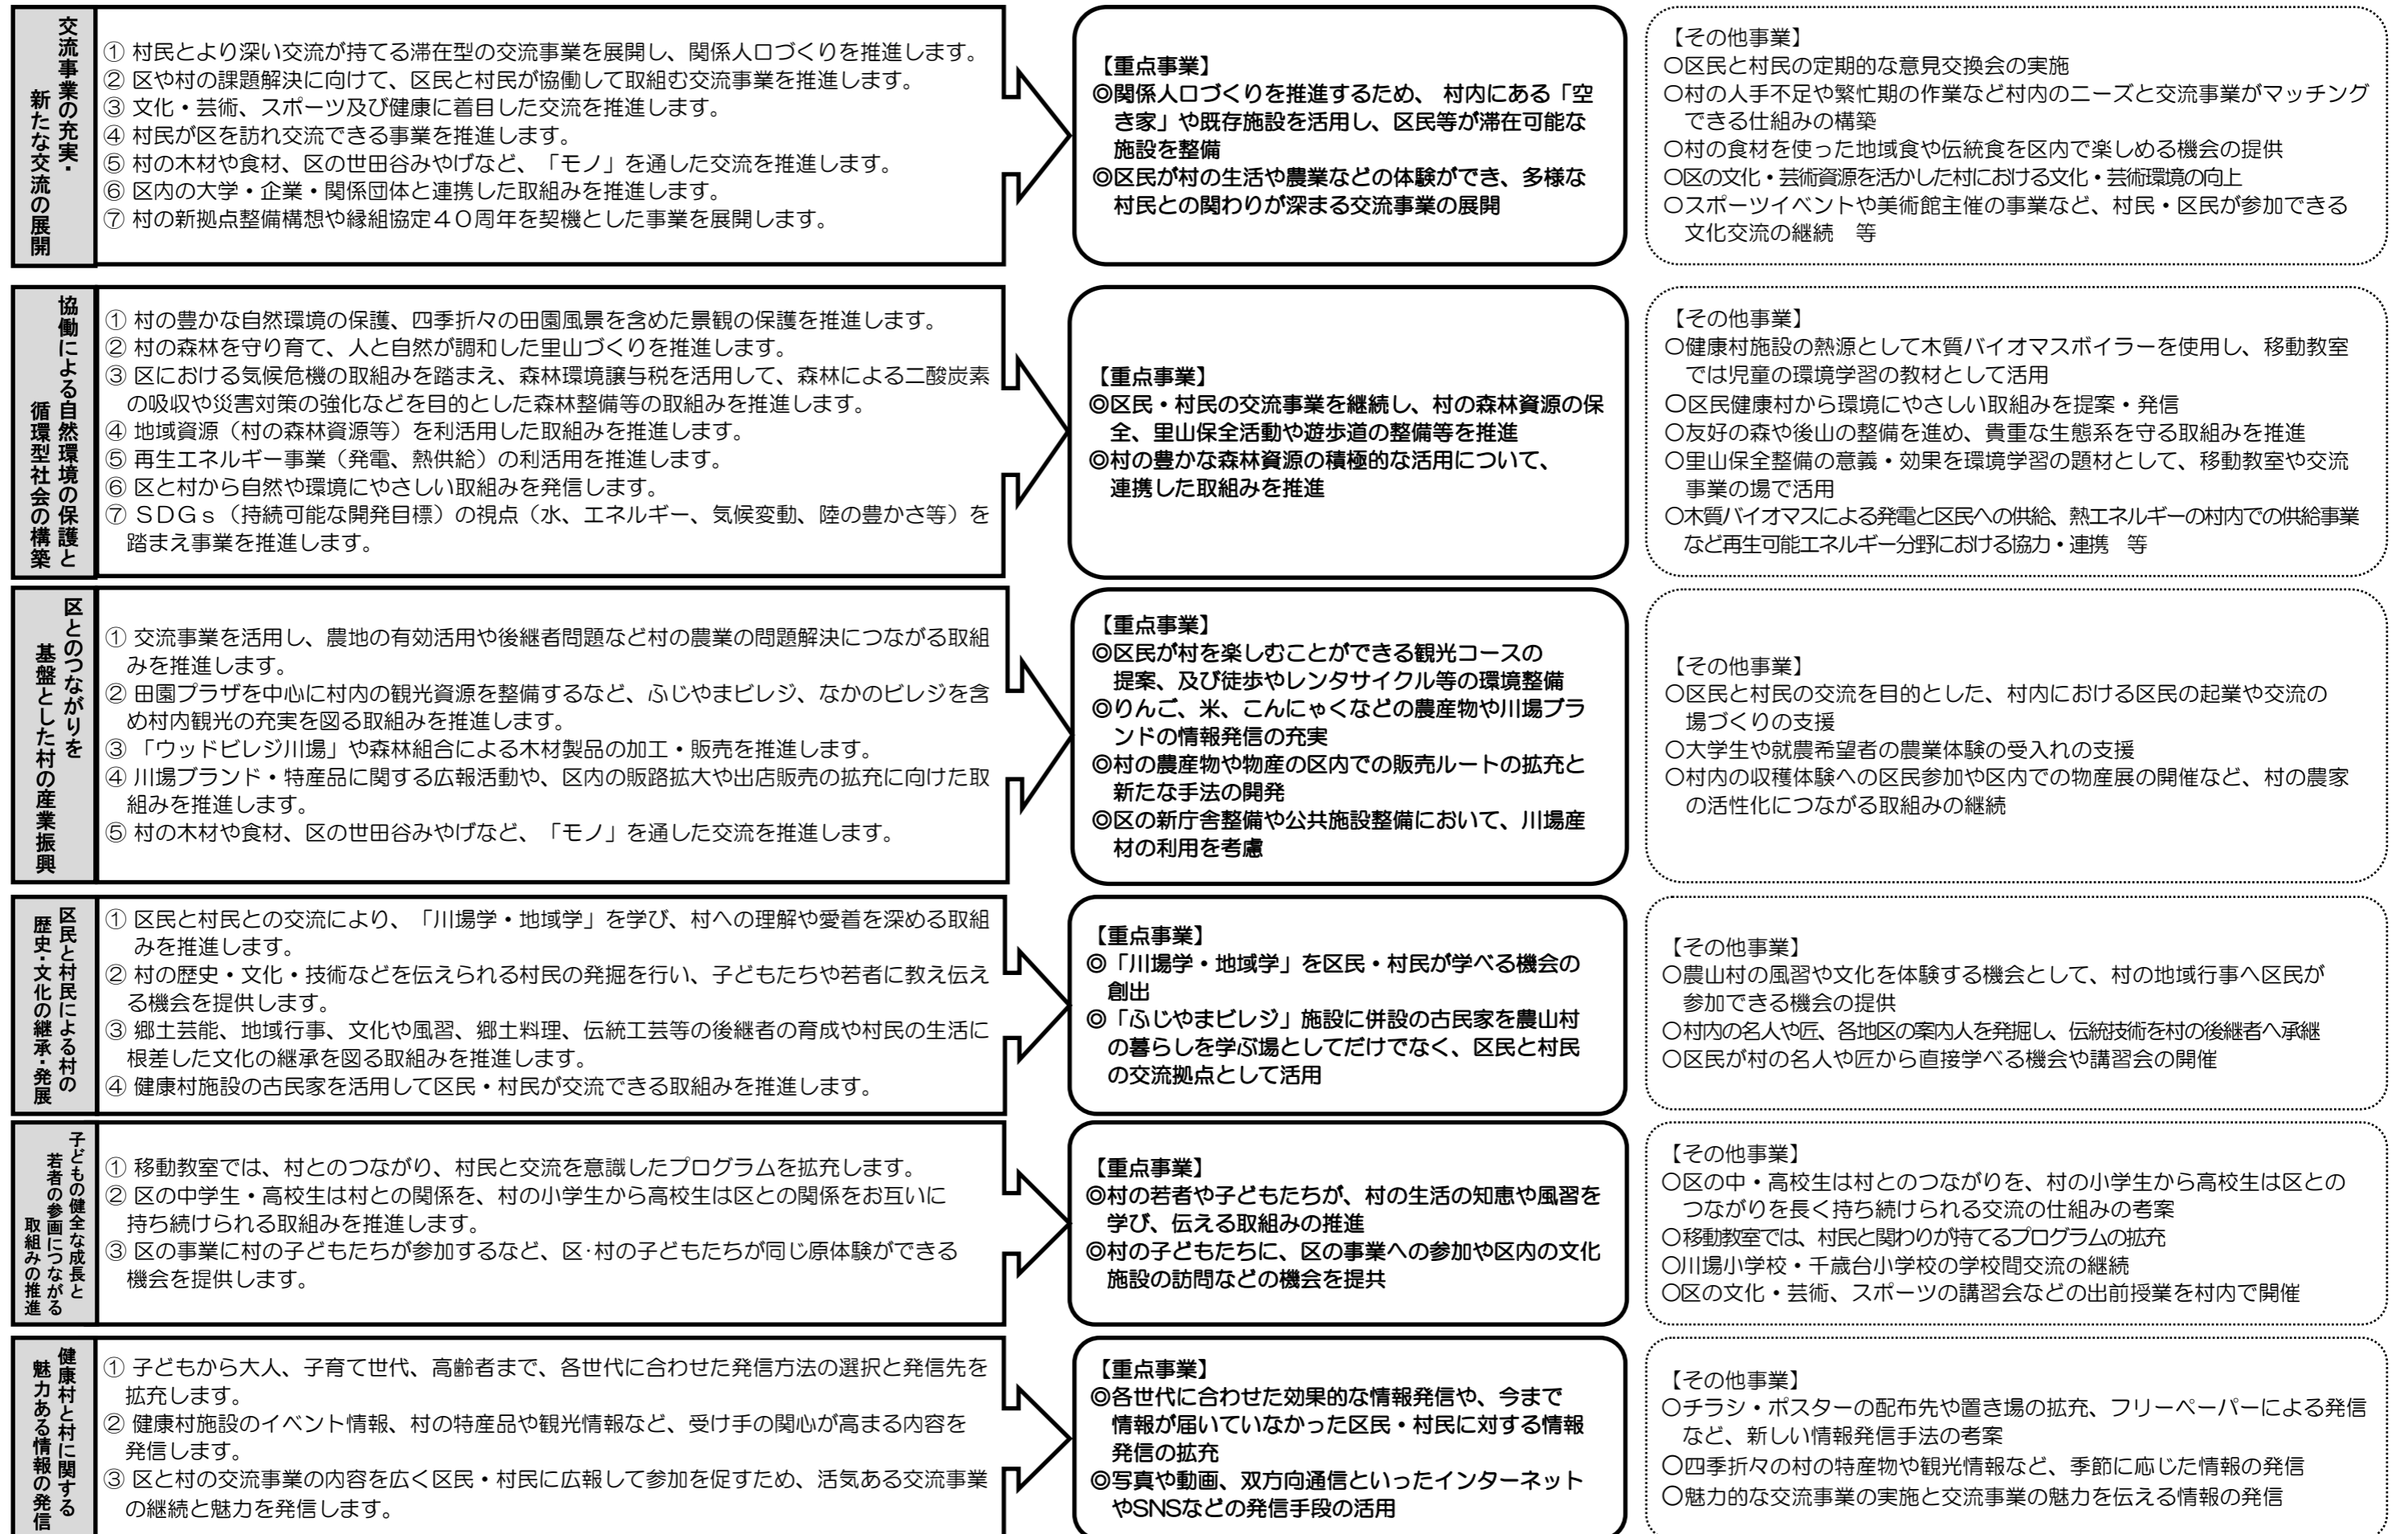 交流事業の充実・
新たな交流の展開
① 村民とより深い交流が持てる滞在型の交流事業を展開し、関係人口づくりを推進します。
② 区や村の課題解決に向けて、区民と村民が協働して取組む交流事業を推進します。
③ 文化・芸術、スポーツ及び健康に着目した交流を推進します。
④ 村民が区を訪れ交流できる事業を推進します。
⑤ 村の木材や食材、区の世田谷みやげなど、「モノ」を通した交流を推進します。
⑥ 区内の大学・企業・関係団体と連携した取組みを推進します。
⑦ 村の新拠点整備構想や縁組協定40周年を契機とした事業を展開します。
【重点事業】
◎関係人口づくりを推進するため、 村内にある「空
き家」や既存施設を活用し、区民等が滞在可能な
施設を整備
◎区民が村の生活や農業などの体験ができ、多様な
村民との関わりが深まる交流事業の展開
【その他事業】
○区民と村民の定期的な意見交換会の実施
○村の人手不足や繁忙期の作業など村内のニーズと交流事業がマッチング
できる仕組みの構築
○村の食材を使った地域食や伝統食を区内で楽しめる機会の提供
○区の文化・芸術資源を活かした村における文化・芸術環境の向上
○スポーツイベントや美術館主催の事業など、村民・区民が参加できる
文化交流の継続　等
協働による自然環境の保護と
循環型社会の構築
① 村の豊かな自然環境の保護、四季折々の田園風景を含めた景観の保護を推進します。
② 村の森林を守り育て、人と自然が調和した里山づくりを推進します。
③ 区における気候危機の取組みを踏まえ、森林環境譲与税を活用して、森林による二酸炭素
の吸収や災害対策の強化などを目的とした森林整備等の取組みを推進します。
④ 地域資源（村の森林資源等）を利活用した取組みを推進します。
⑤ 再生エネルギー事業（発電、熱供給）の利活用を推進します。
⑥ 区と村から自然や環境にやさしい取組みを発信します。
⑦ SDGs（持続可能な開発目標）の視点（水、エネルギー、気候変動、陸の豊かさ等）を
踏まえ事業を推進します。
【重点事業】
◎区民・村民の交流事業を継続し、村の森林資源の保
全、里山保全活動や遊歩道の整備等を推進
◎村の豊かな森林資源の積極的な活用について、
連携した取組みを推進
【その他事業】
○健康村施設の熱源として木質バイオマスボイラーを使用し、移動教室
では児童の環境学習の教材として活用
○区民健康村から環境にやさしい取組みを提案・発信
○友好の森や後山の整備を進め、貴重な生態系を守る取組みを推進
○里山保全整備の意義・効果を環境学習の題材として、移動教室や交流
事業の場で活用
○木質バイオマスによる発電と区民への供給、熱エネルギーの村内での供給事業
など再生可能エネルギー分野における協力・連携　等
区とのつながりを
基盤とした村の産業振興
① 交流事業を活用し、農地の有効活用や後継者問題など村の農業の問題解決につながる取組
みを推進します。
② 田園プラザを中心に村内の観光資源を整備するなど、ふじやまビレジ、なかのビレジを含
め村内観光の充実を図る取組みを推進します。
③ 「ウッドビレジ川場」や森林組合による木材製品の加工・販売を推進します。
④ 川場ブランド・特産品に関する広報活動や、区内の販路拡大や出店販売の拡充に向けた取
組みを推進します。
⑤ 村の木材や食材、区の世田谷みやげなど、「モノ」を通した交流を推進します。
【重点事業】
◎区民が村を楽しむことができる観光コースの
提案、及び徒歩やレンタサイクル等の環境整備
◎りんご、米、こんにゃくなどの農産物や川場ブラ
ンドの情報発信の充実
◎村の農産物や物産の区内での販売ルートの拡充と
新たな手法の開発
◎区の新庁舎整備や公共施設整備において、川場産
材の利用を考慮
【その他事業】
○区民と村民の交流を目的とした、村内における区民の起業や交流の
場づくりの支援
○大学生や就農希望者の農業体験の受入れの支援
○村内の収穫体験への区民参加や区内での物産展の開催など、村の農家
の活性化につながる取組みの継続
区民と村民による村の
歴史・文化の継承・発展
① 区民と村民との交流により、「川場学・地域学」を学び、村への理解や愛着を深める取組
みを推進します。
② 村の歴史・文化・技術などを伝えられる村民の発掘を行い、子どもたちや若者に教え伝え
る機会を提供します。
③ 郷土芸能、地域行事、文化や風習、郷土料理、伝統工芸等の後継者の育成や村民の生活に
根差した文化の継承を図る取組みを推進します。
④ 健康村施設の古民家を活用して区民・村民が交流できる取組みを推進します。
【重点事業】
◎「川場学・地域学」を区民・村民が学べる機会の
創出
◎「ふじやまビレジ」施設に併設の古民家を農山村
の暮らしを学ぶ場としてだけでなく、区民と村民
の交流拠点として活用
【その他事業】
○農山村の風習や文化を体験する機会として、村の地域行事へ区民が
参加できる機会の提供
○村内の名人や匠、各地区の案内人を発掘し、伝統技術を村の後継者へ承継
○区民が村の名人や匠から直接学べる機会や講習会の開催
子どもの健全な成長と
若者の参画につながる
取組みの推進
① 移動教室では、村とのつながり、村民と交流を意識したプログラムを拡充します。
② 区の中学生・高校生は村との関係を、村の小学生から高校生は区との関係をお互いに
持ち続けられる取組みを推進します。
③ 区の事業に村の子どもたちが参加するなど、区・村の子どもたちが同じ原体験ができる
機会を提供します。
【重点事業】
◎村の若者や子どもたちが、村の生活の知恵や風習を
学び、伝える取組みの推進
◎村の子どもたちに、区の事業への参加や区内の文化
施設の訪問などの機会を提共
【その他事業】
○区の中・高校生は村とのつながりを、村の小学生から高校生は区との
つながりを長く持ち続けられる交流の仕組みの考案
○移動教室では、村民と関わりが持てるプログラムの拡充
○川場小学校・千歳台小学校の学校間交流の継続
○区の文化・芸術、スポーツの講習会などの出前授業を村内で開催
健康村と村に関する
魅力ある情報の発信
① 子どもから大人、子育て世代、高齢者まで、各世代に合わせた発信方法の選択と発信先を
拡充します。
② 健康村施設のイベント情報、村の特産品や観光情報など、受け手の関心が高まる内容を
発信します。
③ 区と村の交流事業の内容を広く区民・村民に広報して参加を促すため、活気ある交流事業
の継続と魅力を発信します。
【重点事業】
◎各世代に合わせた効果的な情報発信や、今まで
情報が届いていなかった区民・村民に対する情報
発信の拡充
◎写真や動画、双方向通信といったインターネット
やSNSなどの発信手段の活用
【その他事業】
○チラシ・ポスターの配布先や置き場の拡充、フリーペーパーによる発信
など、新しい情報発信手法の考案
○四季折々の村の特産物や観光情報など、季節に応じた情報の発信
○魅力的な交流事業の実施と交流事業の魅力を伝える情報の発信